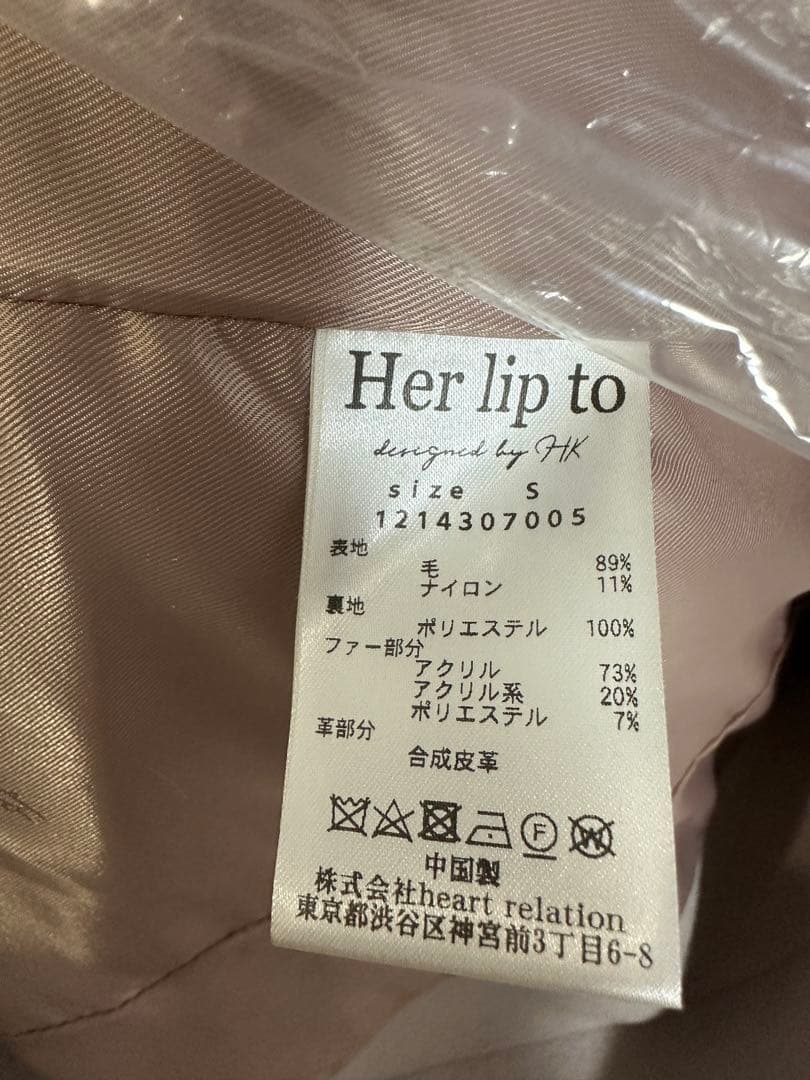 Her lip to
designed by HK
size S
1214307005
表地
毛 89%
ナイロン 11%
裏地
ポリエステル 100%
ファー部分
アクリル 73%
アクリル系 20%
ポリエステル 7%
革部分
合成皮革
F W
中国製
株式会社heart relation
東京都渋谷区神宮前3丁目6-8